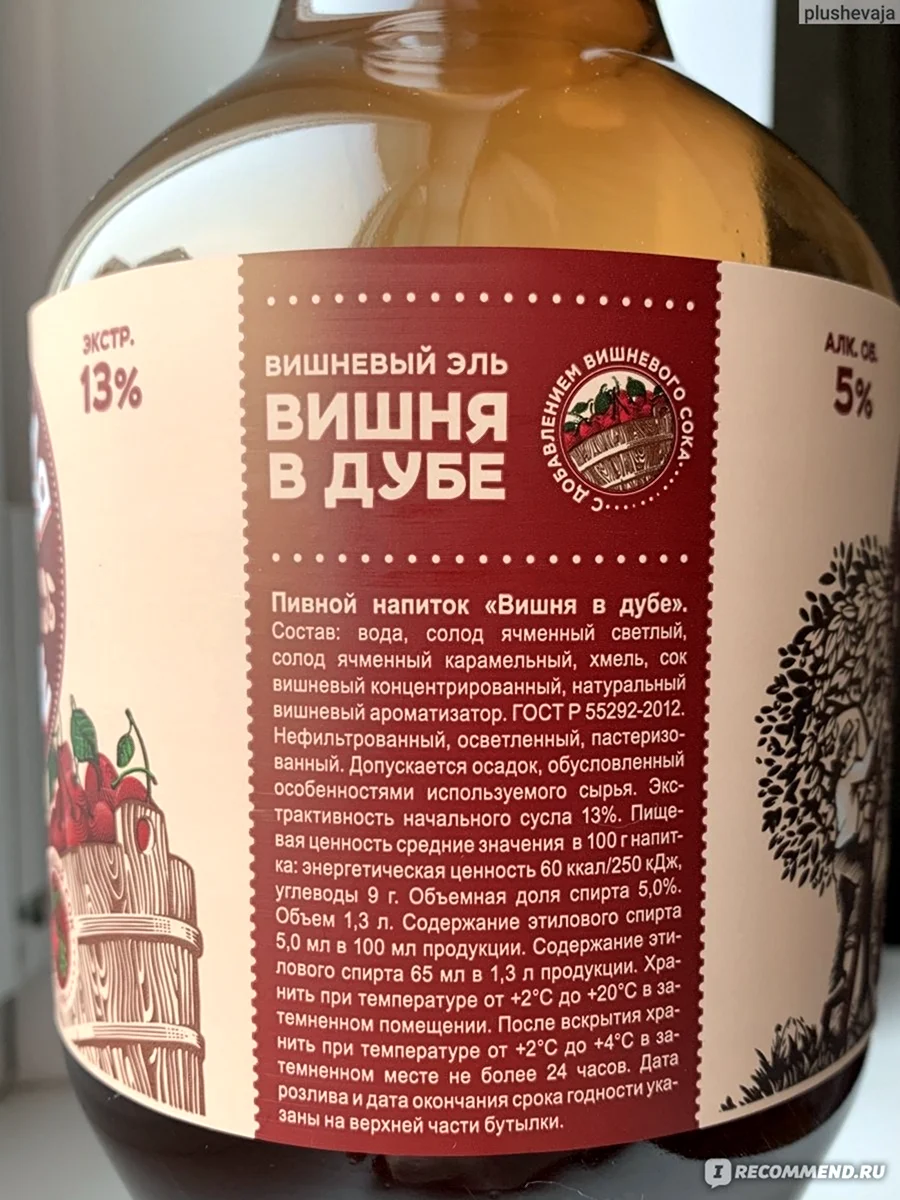 plushevaja
ЭКСТР.
13%
АЛК. ОБ.
5%
ВИШНЕВЫЙ ЭЛЬ
ВИШНЯ
В ДУБЕ
С ДОБАВЛЕНИЕМ ВИШНЕВОГО СОКА
Пивной напиток «Вишня в дубе».
Состав: вода, солод ячменный светлый,
солод ячменный карамельный, хмель, сок
вишневый концентрированный, натуральный
вишневый ароматизатор. ГОСТ Р 55292-2012.
Нефильтрованный, осветленный, пастеризо-
ванный. Допускается осадок, обусловленный
особенностями используемого сырья. Экс-
трактивность начального сусла 13%. Пище-
вая ценность средние значения в 100 г напит-
ка: энергетическая ценность 60 ккал/250 кДж,
углеводы 9 г. Объемная доля спирта 5,0%.
Объем 1,3 л. Содержание этилового спирта
5,0 мл в 100 мл продукции. Содержание эти-
лового спирта 65 мл в 1,3 л продукции. Хра-
нить при температуре от +2°С до +20°С в за-
темненном помещении. После вскрытия хра-
нить при температуре от +2°С до +4°С в за-
темненном месте не более 24 часов. Дата
розлива и дата окончания срока годности ука-
заны на верхней части бутылки.
I RECOMMEND.RU